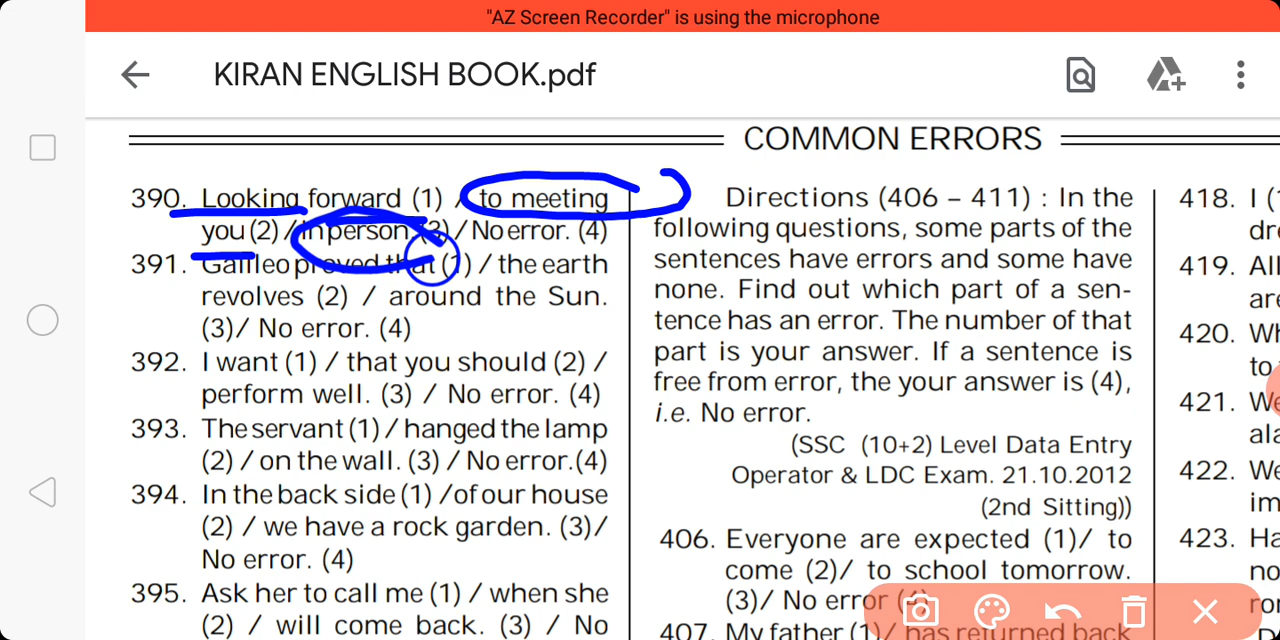 "AZ Screen Recorder" is using the microphone
KIRAN ENGLISH BOOK.pdf
COMMON ERRORS
390. Looking forward (1) / to meeting
you (2) / in person. (3) / No error. (4)
391. Galileo proved that (1) / the earth
revolves (2) / around the Sun.
(3)/ No error. (4)
392. I want (1) / that you should (2) /
perform well. (3) / No error. (4)
393. The servant (1) / hanged the lamp
(2) / on the wall. (3) / No error.(4)
394. In the back side (1) /of our house
(2) / we have a rock garden. (3)/
No error. (4)
395. Ask her to call me (1) / when she
(2) / will come back. (3) / No
Directions (406 – 411) : In the
following questions, some parts of the
sentences have errors and some have
none. Find out which part of a sen-
tence has an error. The number of that
part is your answer. If a sentence is
free from error, the your answer is (4),
i.e. No error.
(SSC (10+2) Level Data Entry
Operator & LDC Exam. 21.10.2012
(2nd Sitting))
406. Everyone are expected (1)/ to
come (2)/ to school tomorrow.
(3)/ No error (4)
407. My father (1)/ has returned back
418. I (
419. All
420.
to
421.
422.
423.